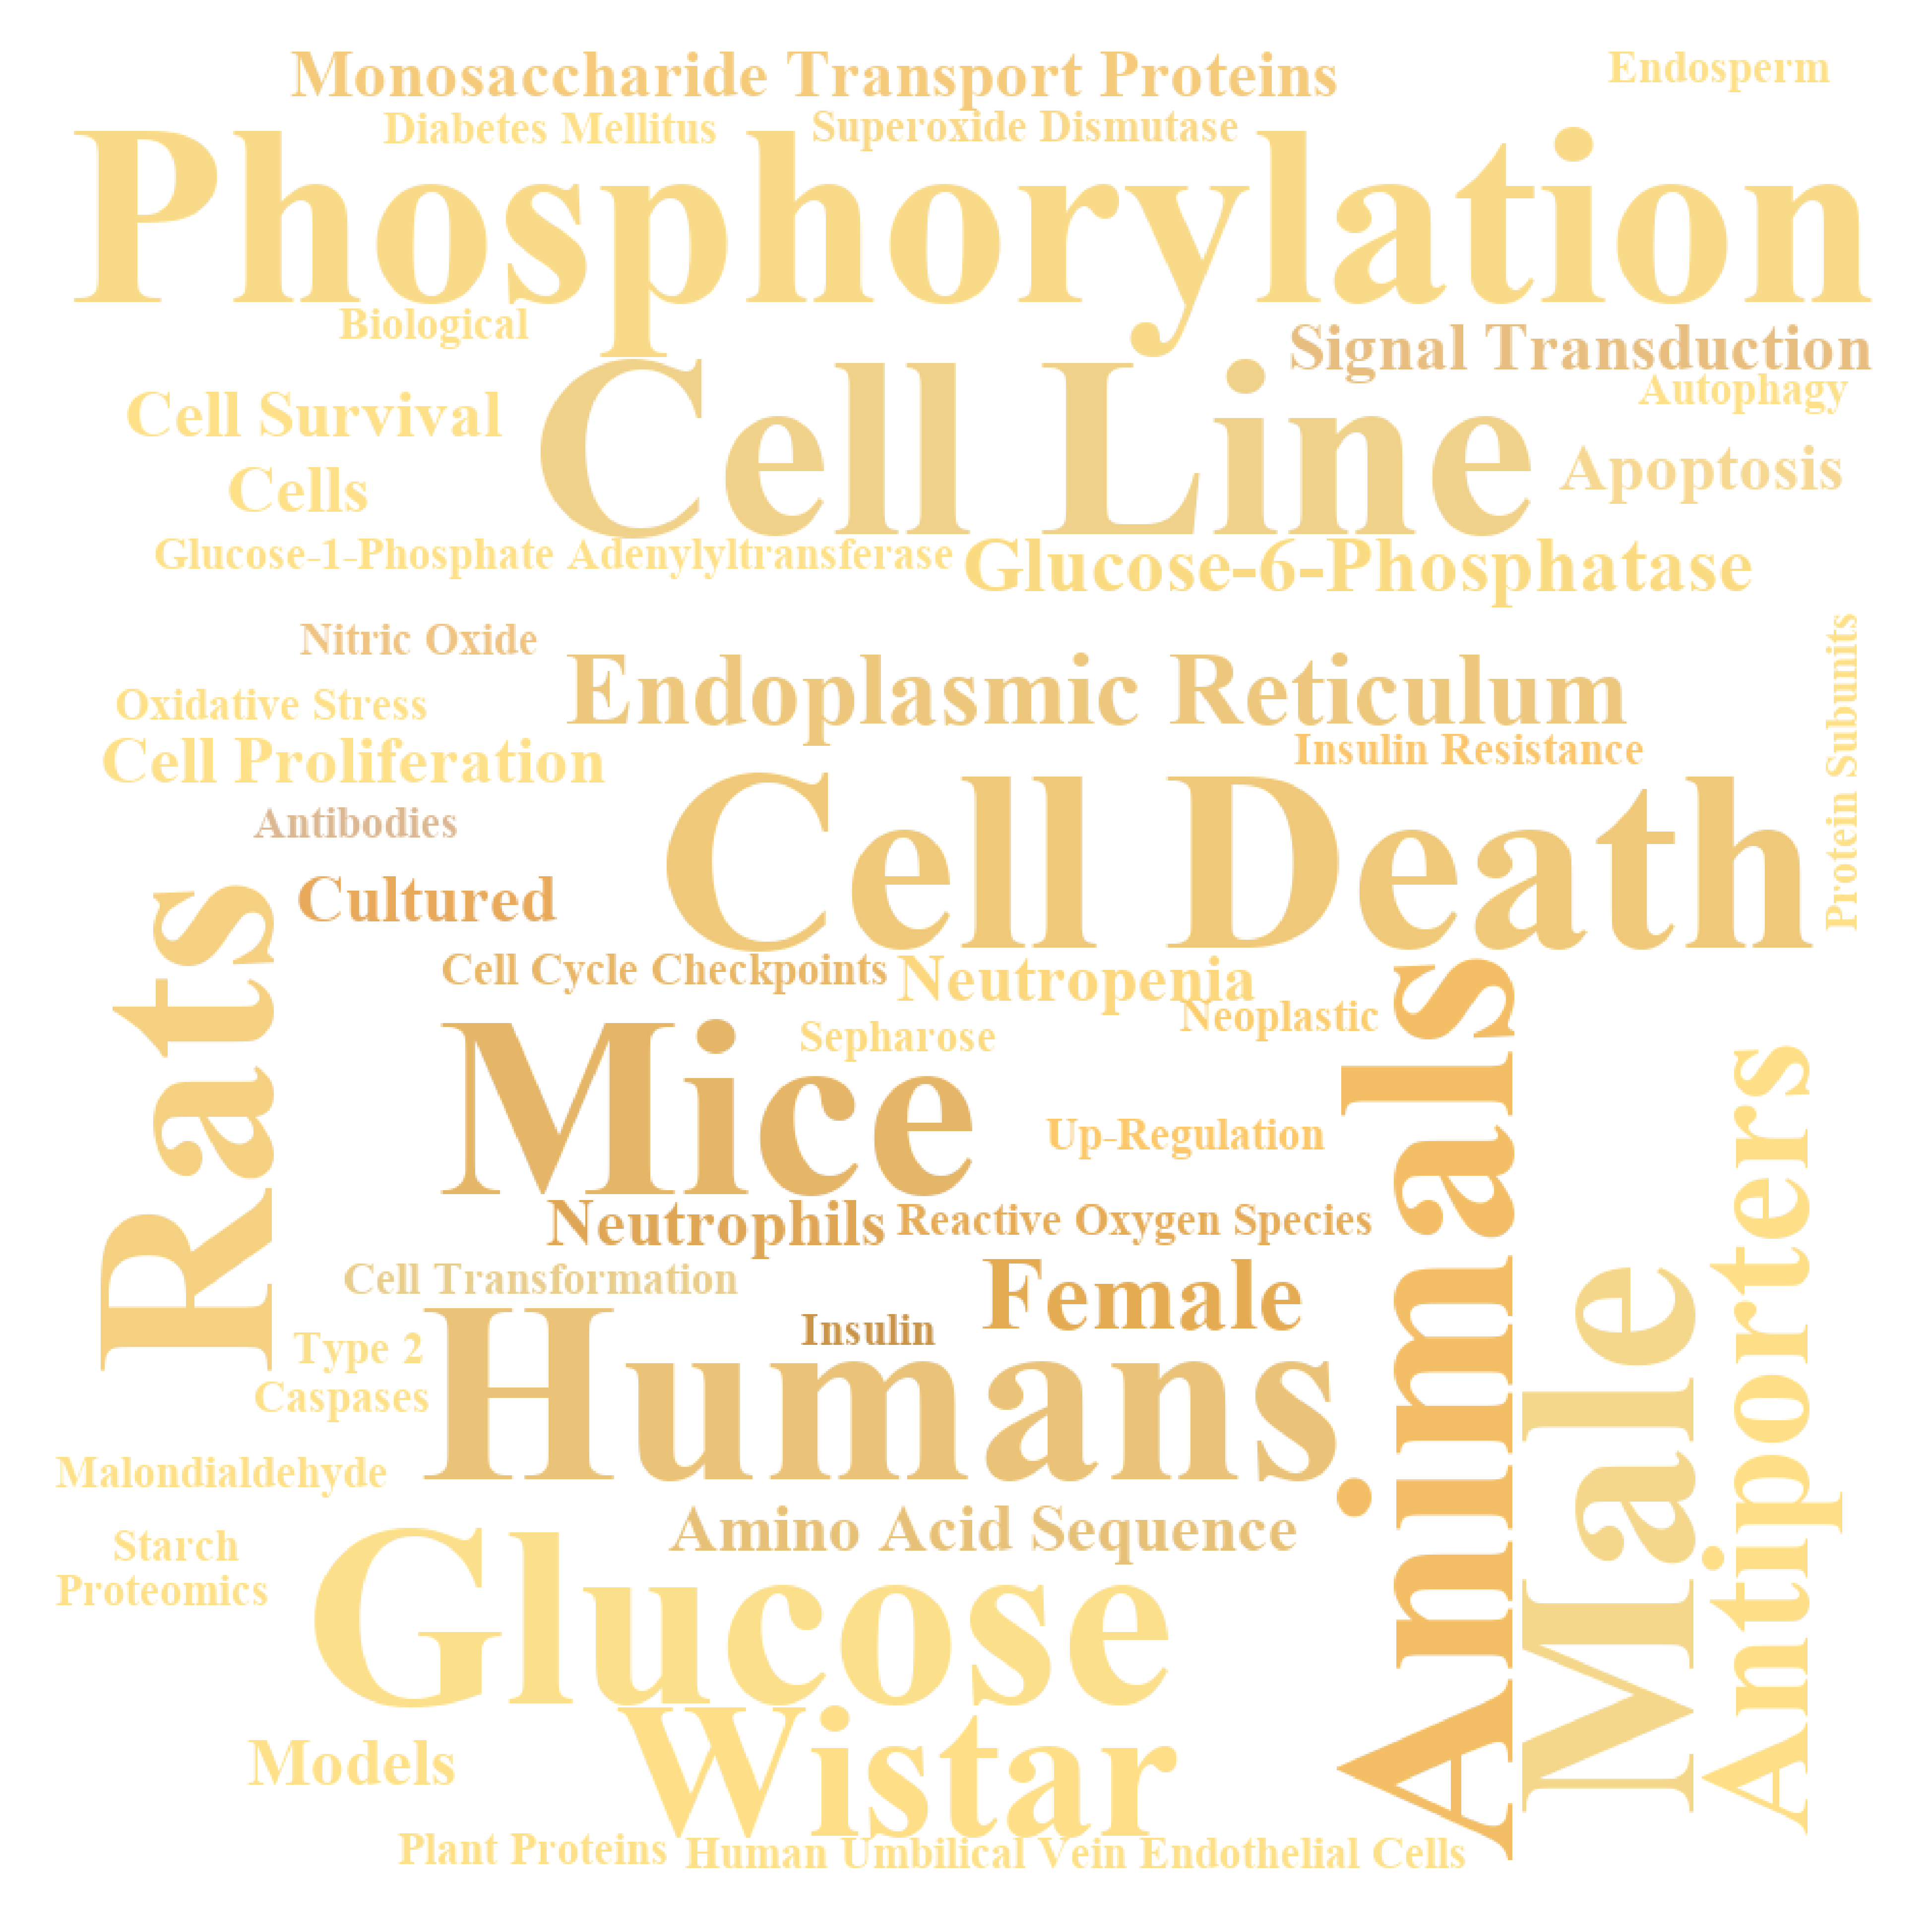 Monosaccharide Transport Proteins
Endosperm
Diabetes Mellitus
Superoxide Dismutase
Phosphorylation
Biological
Signal Transduction
Cell Line
Autophagy
Cell Survival
Apoptosis
Cells
Glucose-1-Phosphate Adenylyltransferase
Glucose-6-Phosphatase
Nitric Oxide
Protein Subunits
Endoplasmic Reticulum
Oxidative Stress
Insulin Resistance
Cell Proliferation
Antibodies
Cell Death
Cultured
Rats
Cell Cycle Checkpoints
Neutropenia
Neoplastic
Sepharose
Mice
Animals
Antiporters
Up-Regulation
Neutrophils
Reactive Oxygen Species
Cell Transformation
Female
Male
Insulin
Type 2
Humans
Caspases
Malondialdehyde
Amino Acid Sequence
Starch
Proteomics
Glucose
Wistar
Models
Plant Proteins
Human Umbilical Vein Endothelial Cells